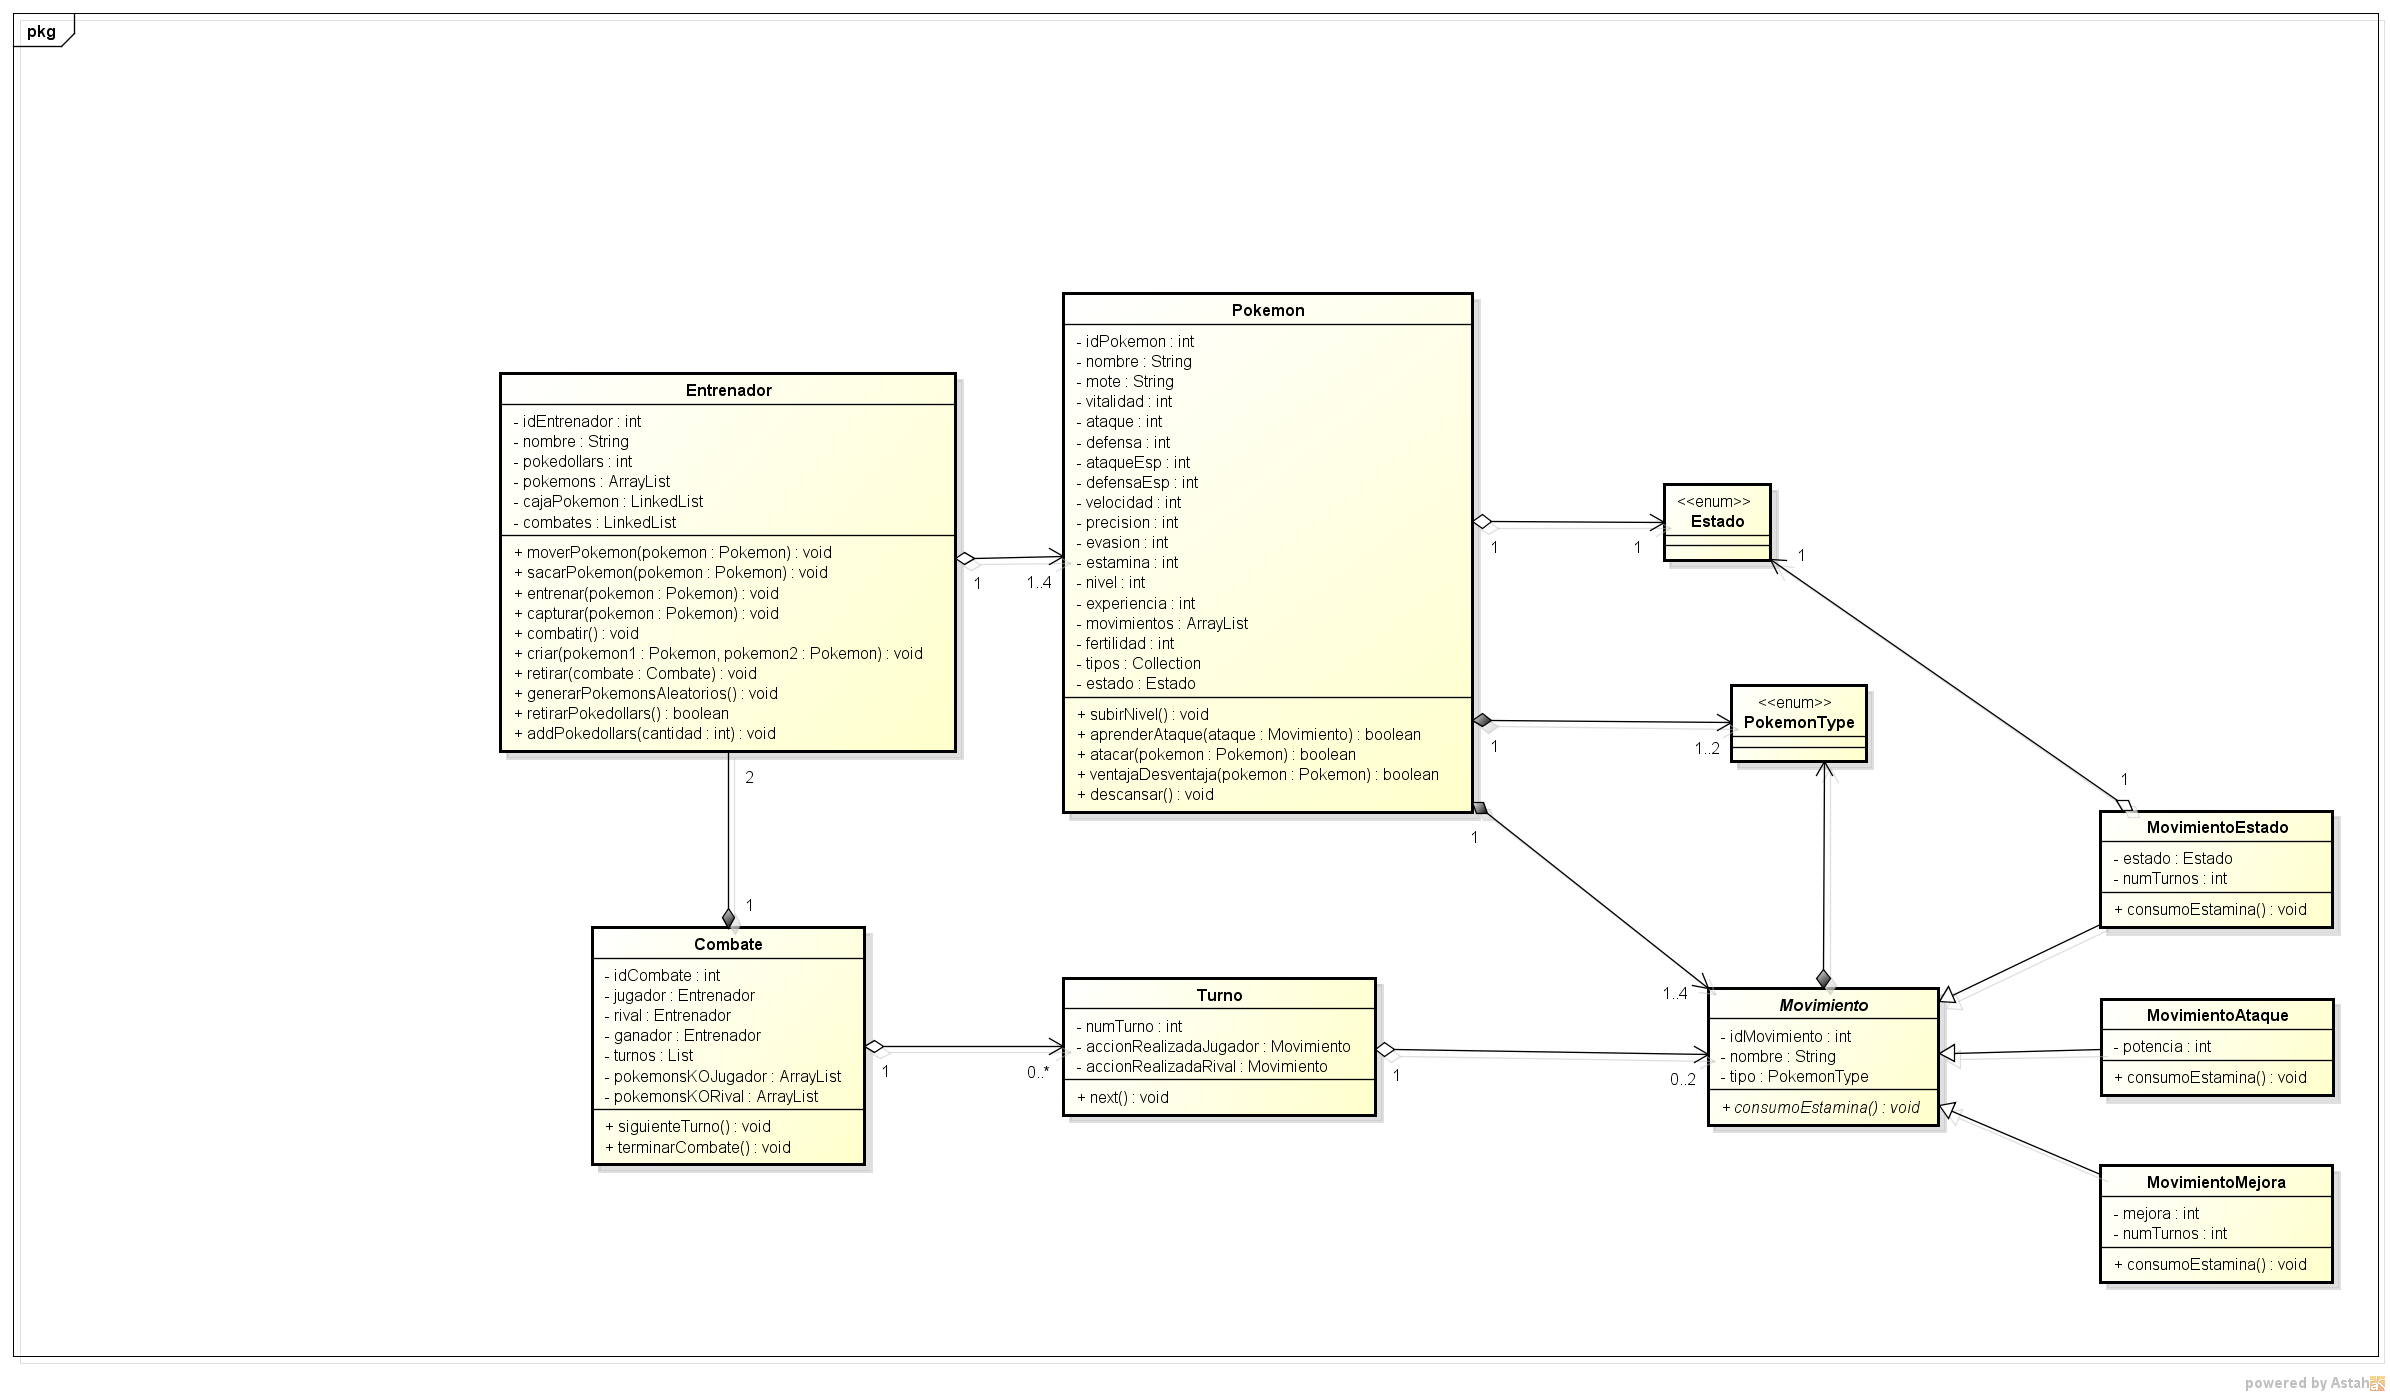 pkg
Entrenador
- idEntrenador : int
- nombre : String
- pokedollars : int
- pokemons : ArrayList
- cajaPokemon : LinkedList
- combates : LinkedList
+ moverPokemon(pokemon : Pokemon) : void
+ sacarPokemon(pokemon : Pokemon) : void
+ entrenar(pokemon : Pokemon) : void
+ capturar(pokemon : Pokemon) : void
+ combatir() : void
+ criar(pokemon1 : Pokemon, pokemon2 : Pokemon) : void
+ retirar(combate : Combate) : void
+ generarPokemonsAleatorios() : void
+ retirarPokedollars() : boolean
+ addPokedollars(cantidad : int) : void
1
1..4
2
1
Pokemon
- idPokemon : int
- nombre : String
- mote : String
- vitalidad : int
- ataque : int
- defensa : int
- ataqueEsp : int
- defensaEsp : int
- velocidad : int
- precision : int
- evasion : int
- estamina : int
- nivel : int
- experiencia : int
- movimientos : ArrayList
- fertilidad : int
- tipos : Collection
- estado : Estado
+ subirNivel() : void
+ aprenderAtaque(ataque : Movimiento) : boolean
+ atacar(pokemon : Pokemon) : boolean
+ ventajaDesventaja(pokemon : Pokemon) : boolean
+ descansar() : void
1
1
1
1..2
1
1..4
<<enum>>
Estado
1
<<enum>>
PokemonType
1
MovimientoEstado
- estado : Estado
- numTurnos : int
+ consumoEstamina() : void
Combate
- idCombate : int
- jugador : Entrenador
- rival : Entrenador
- ganador : Entrenador
- turnos : List
- pokemonsKOJugador : ArrayList
- pokemonsKORival : ArrayList
+ siguienteTurno() : void
+ terminarCombate() : void
1
0..*
Turno
- numTurno : int
- accionRealizadaJugador : Movimiento
- accionRealizadaRival : Movimiento
+ next() : void
1
0..2
Movimiento
- idMovimiento : int
- nombre : String
- tipo : PokemonType
+ consumoEstamina() : void
MovimientoAtaque
- potencia : int
+ consumoEstamina() : void
MovimientoMejora
- mejora : int
- numTurnos : int
+ consumoEstamina() : void
powered by Astah